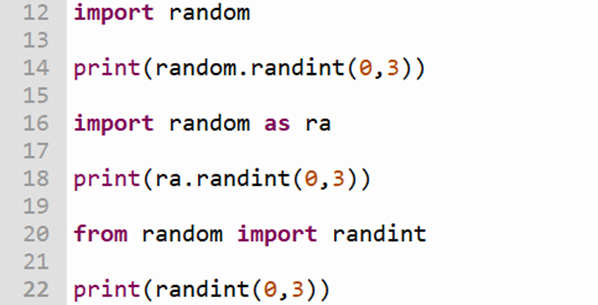 12 import random
13
14 print(random.randint(0,3))
15
16 import random as ra
17
18 print(ra.randint(0,3))
19
20 from random import randint
21
22 print(randint(0,3))